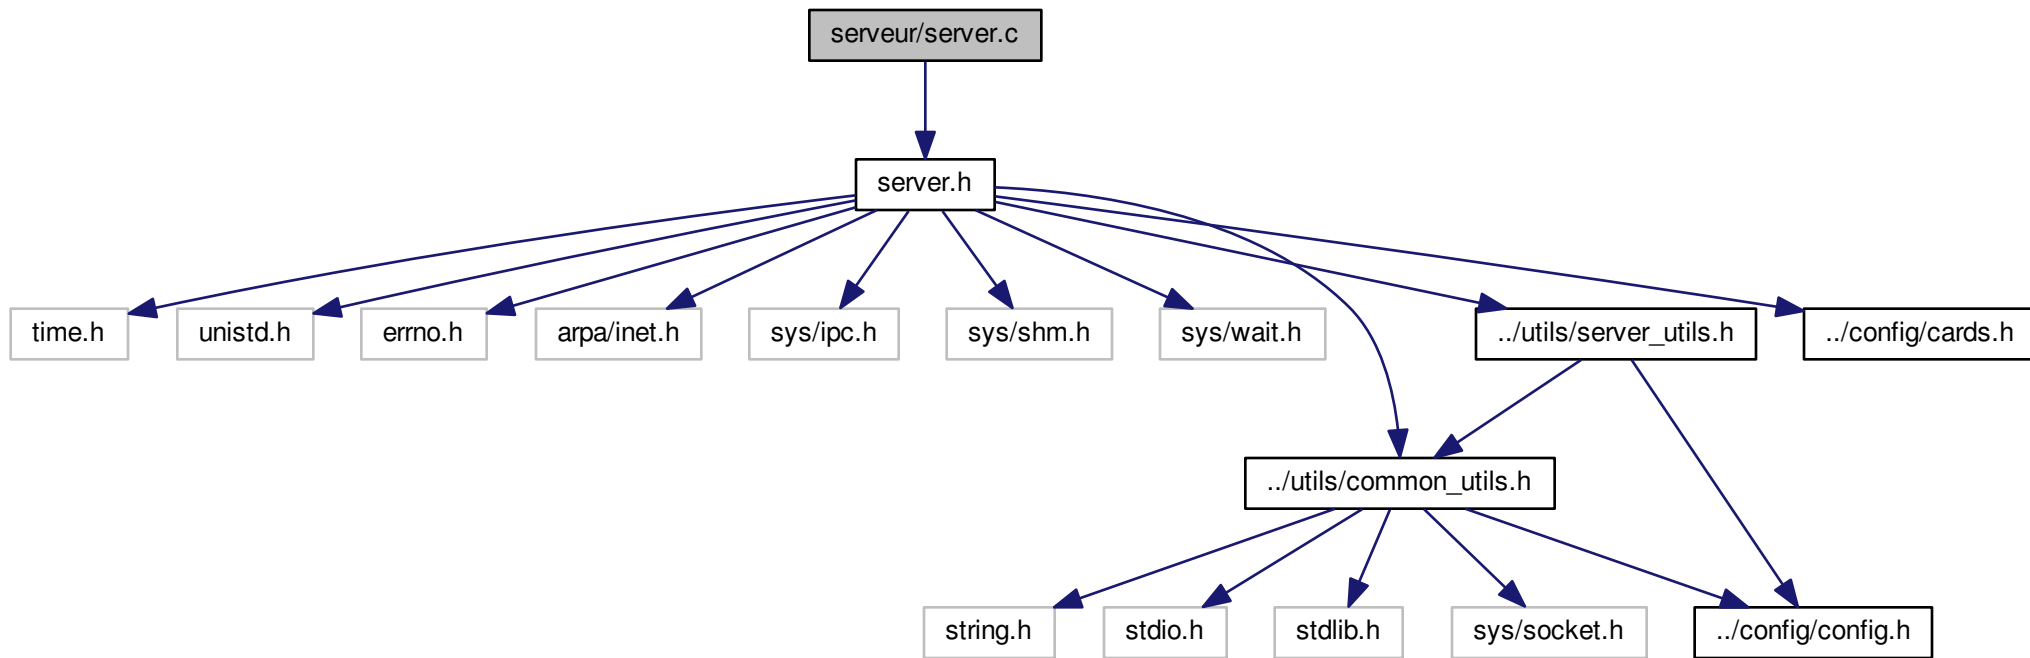 serveur/server.c
server.h
time.h
unistd.h
errno.h
arpa/inet.h
sys/ipc.h
sys/shm.h
sys/wait.h
../utils/server_utils.h
../config/cards.h
../utils/common_utils.h
string.h
stdio.h
stdlib.h
sys/socket.h
../config/config.h